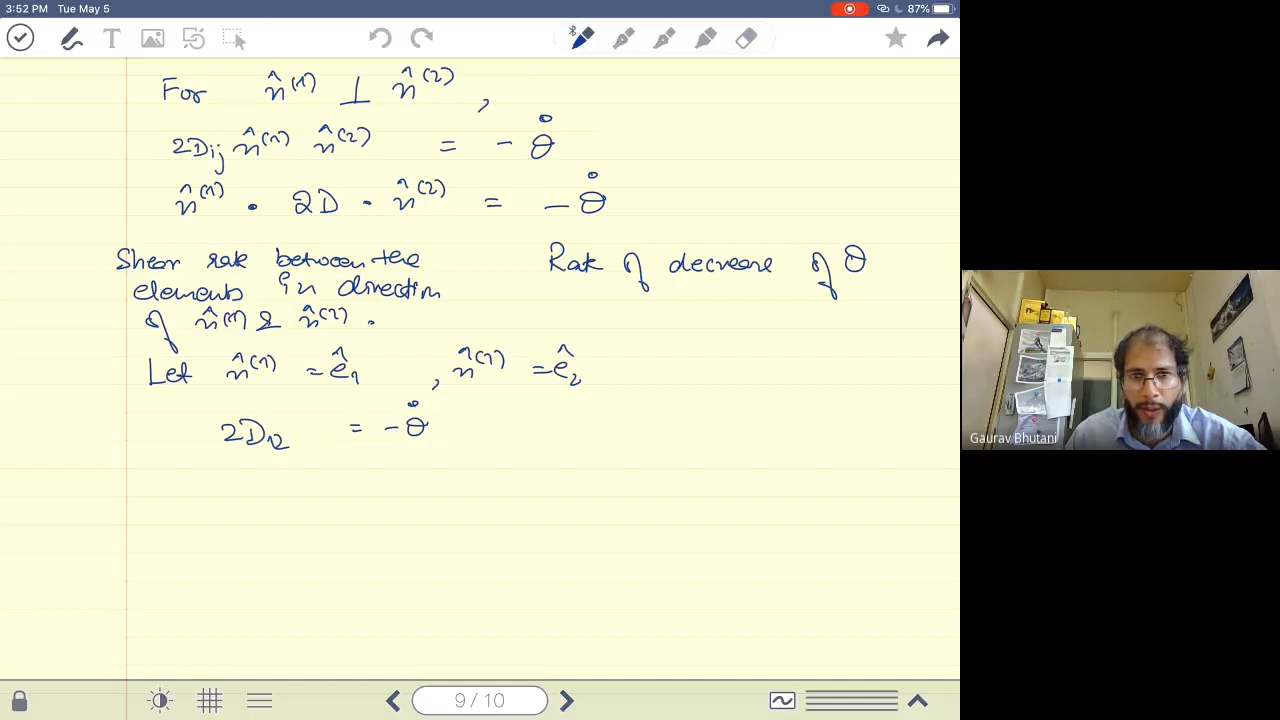 3:52 PM Tue May 5
87%
T
For n̂⁽¹⁾ ⊥ n̂⁽²⁾ ,
2Dij n̂⁽¹⁾ n̂⁽²⁾ = - θ̇
n̂⁽¹⁾ · 2D · n̂⁽²⁾ = - θ̇
Shear rate between the
elements in direction
of n̂⁽¹⁾ & n̂⁽²⁾ .
Rate of decrease of θ
Let n̂⁽¹⁾ = ê₁ , n̂⁽²⁾ = ê₂
2D₁₂ = - θ̇
9 / 10
Gaurav Bhutani